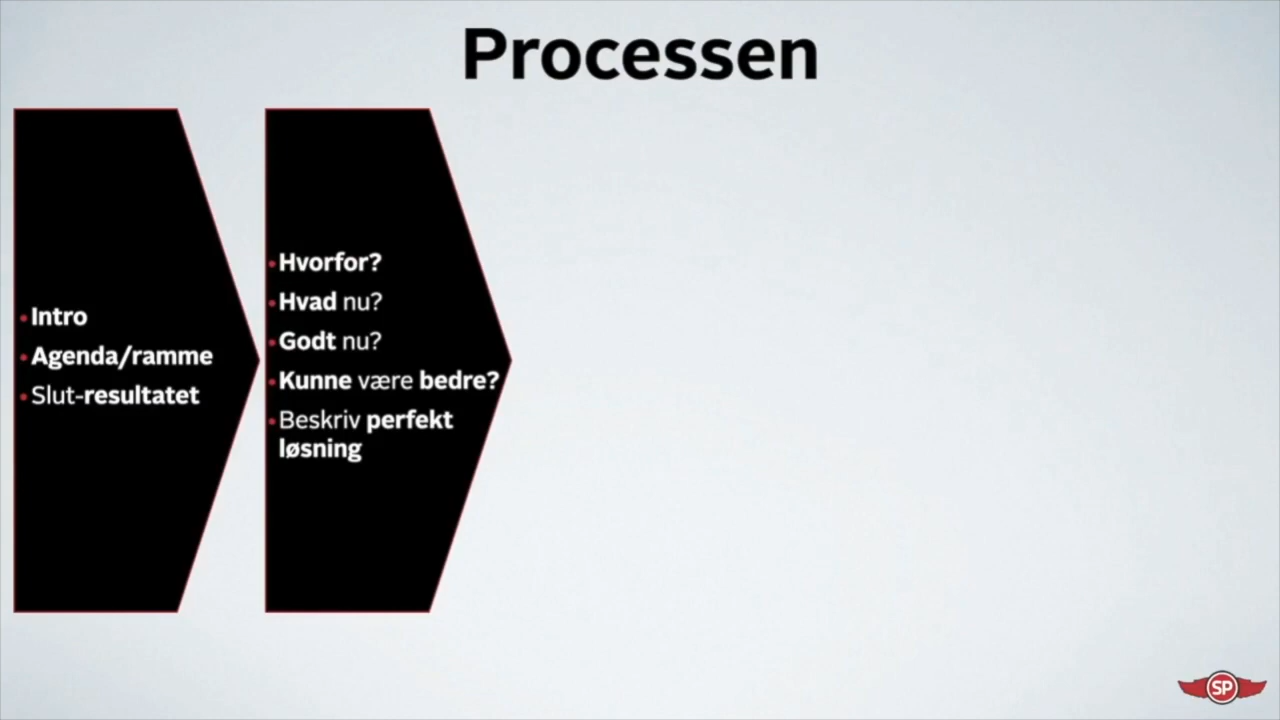 Processen
• Intro
• Agenda/ramme
• Slut-resultatet
• Hvorfor?
• Hvad nu?
• Godt nu?
• Kunne være bedre?
• Beskriv perfekt
løsning
SP